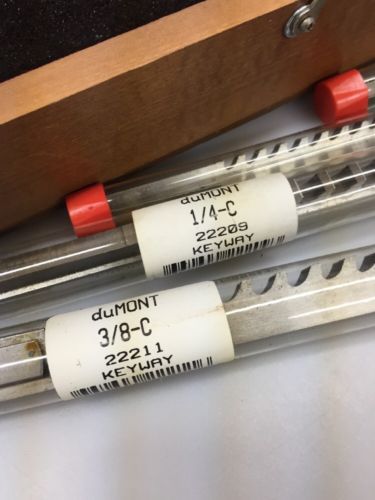 duMONT
1/4-C
22209
KEYWAY
duMONT
3/8-C
22211
KEYWAY